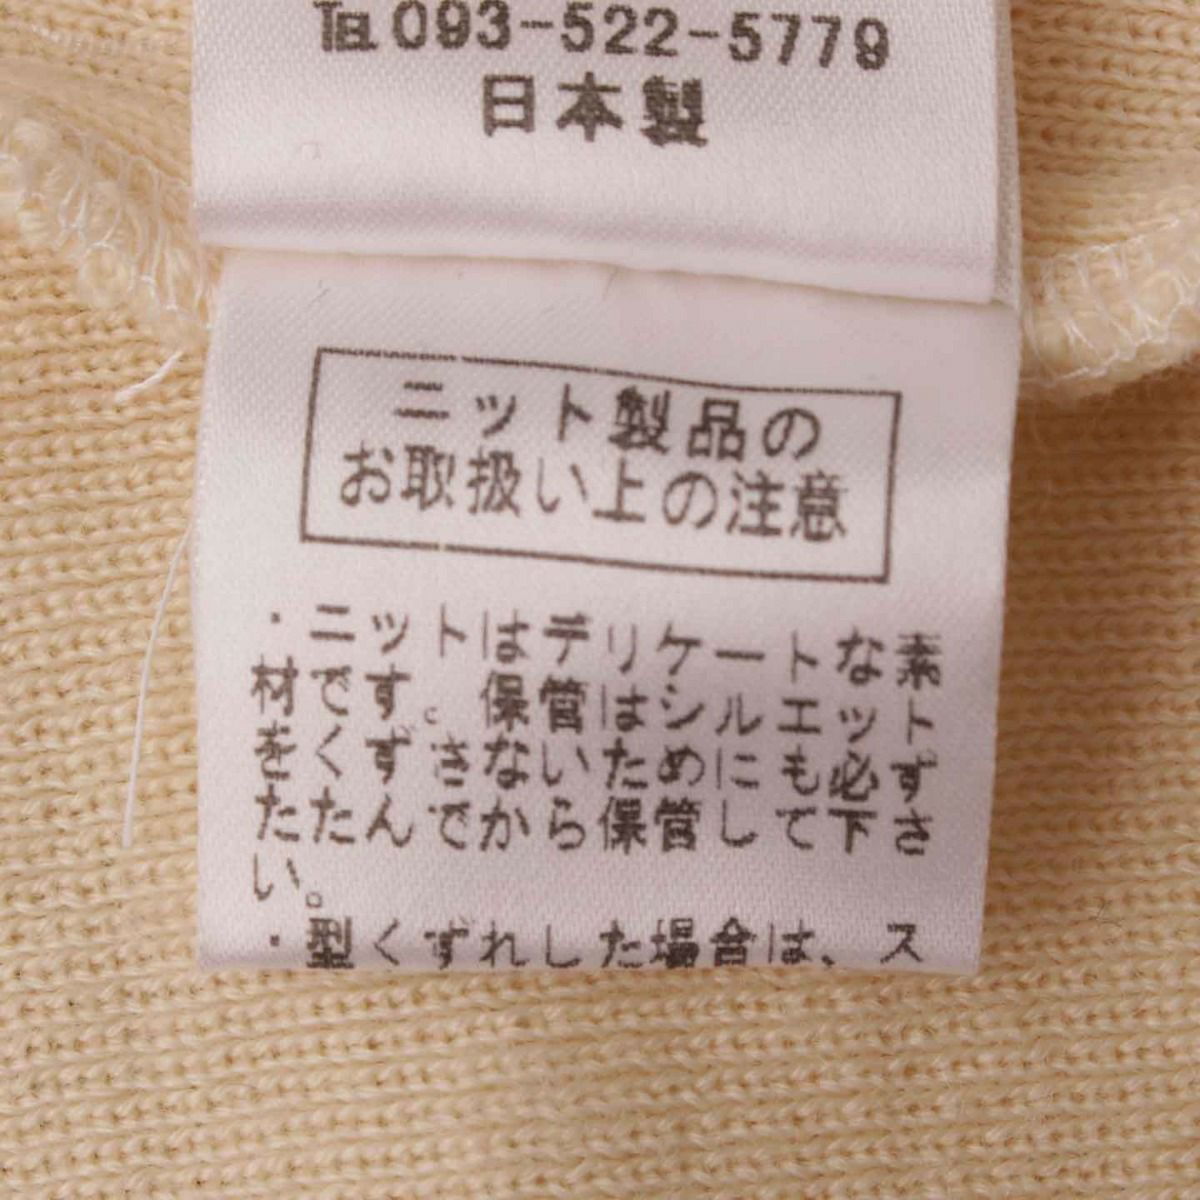 TEL 093-522-5779
日本製
ニット製品の
お取扱い上の注意
・ニットはデリケートな素
材です。保管はシルエット
をくずさないためにも必ず
たたんでから保管して下さ
い。
・型くずれした場合は、ス